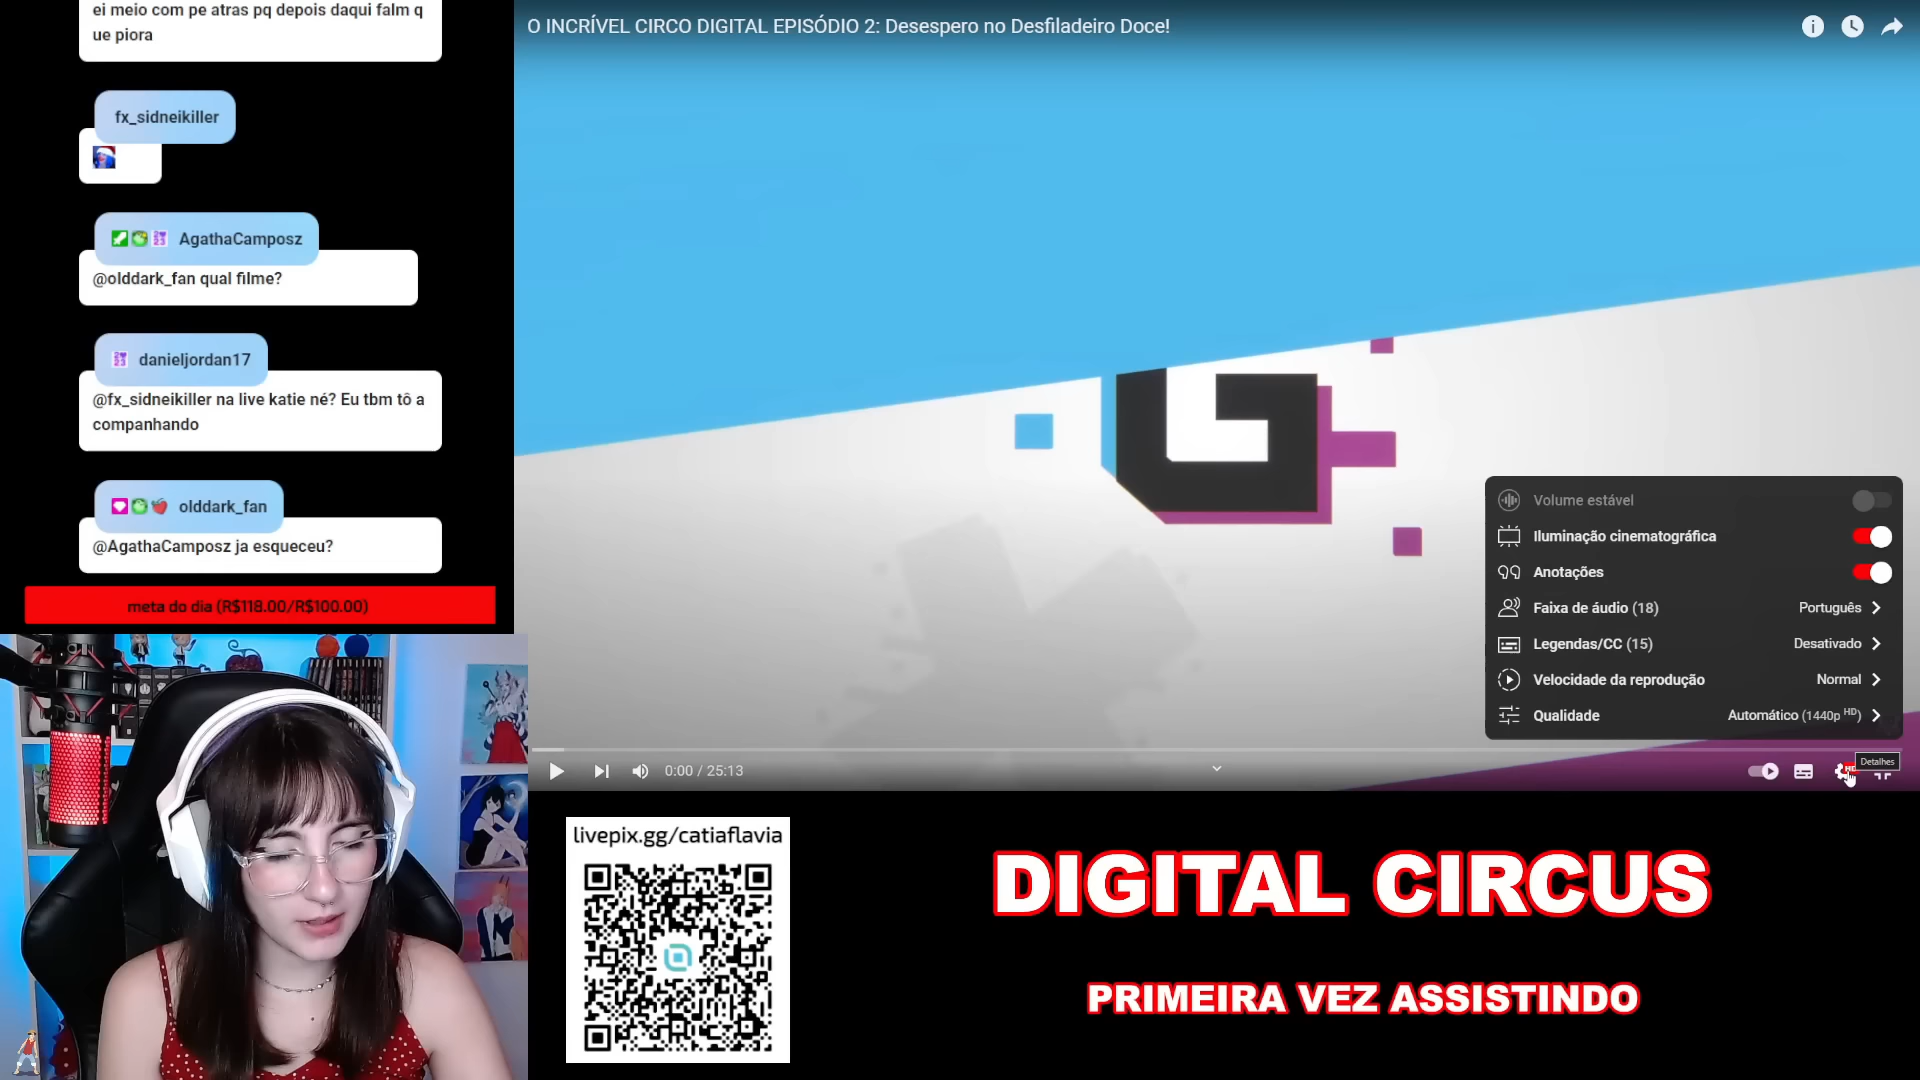 ei meio com pe atras pq depois daqui falm q
ue piora
fx_sidneikiller
AgathaCamposz
@olddark_fan qual filme?
danieljordan17
@fx_sidneikiller na live katie né? Eu tbm tô a
companhando
olddark_fan
@AgathaCamposz ja esqueceu?
meta do dia (R$118.00/R$100.00)
O INCRÍVEL CIRCO DIGITAL EPISÓDIO 2: Desespero no Desfiladeiro Doce!
G
Volume estável
Iluminação cinematográfica
Anotações
Faixa de áudio (18) Português
Legendas/CC (15) Desativado
Velocidade da reprodução Normal
Qualidade Automático (1440p HD)
Detalhes
0:00 / 25:13
livepix.gg/catiaflavia
DIGITAL CIRCUS
PRIMEIRA VEZ ASSISTINDO